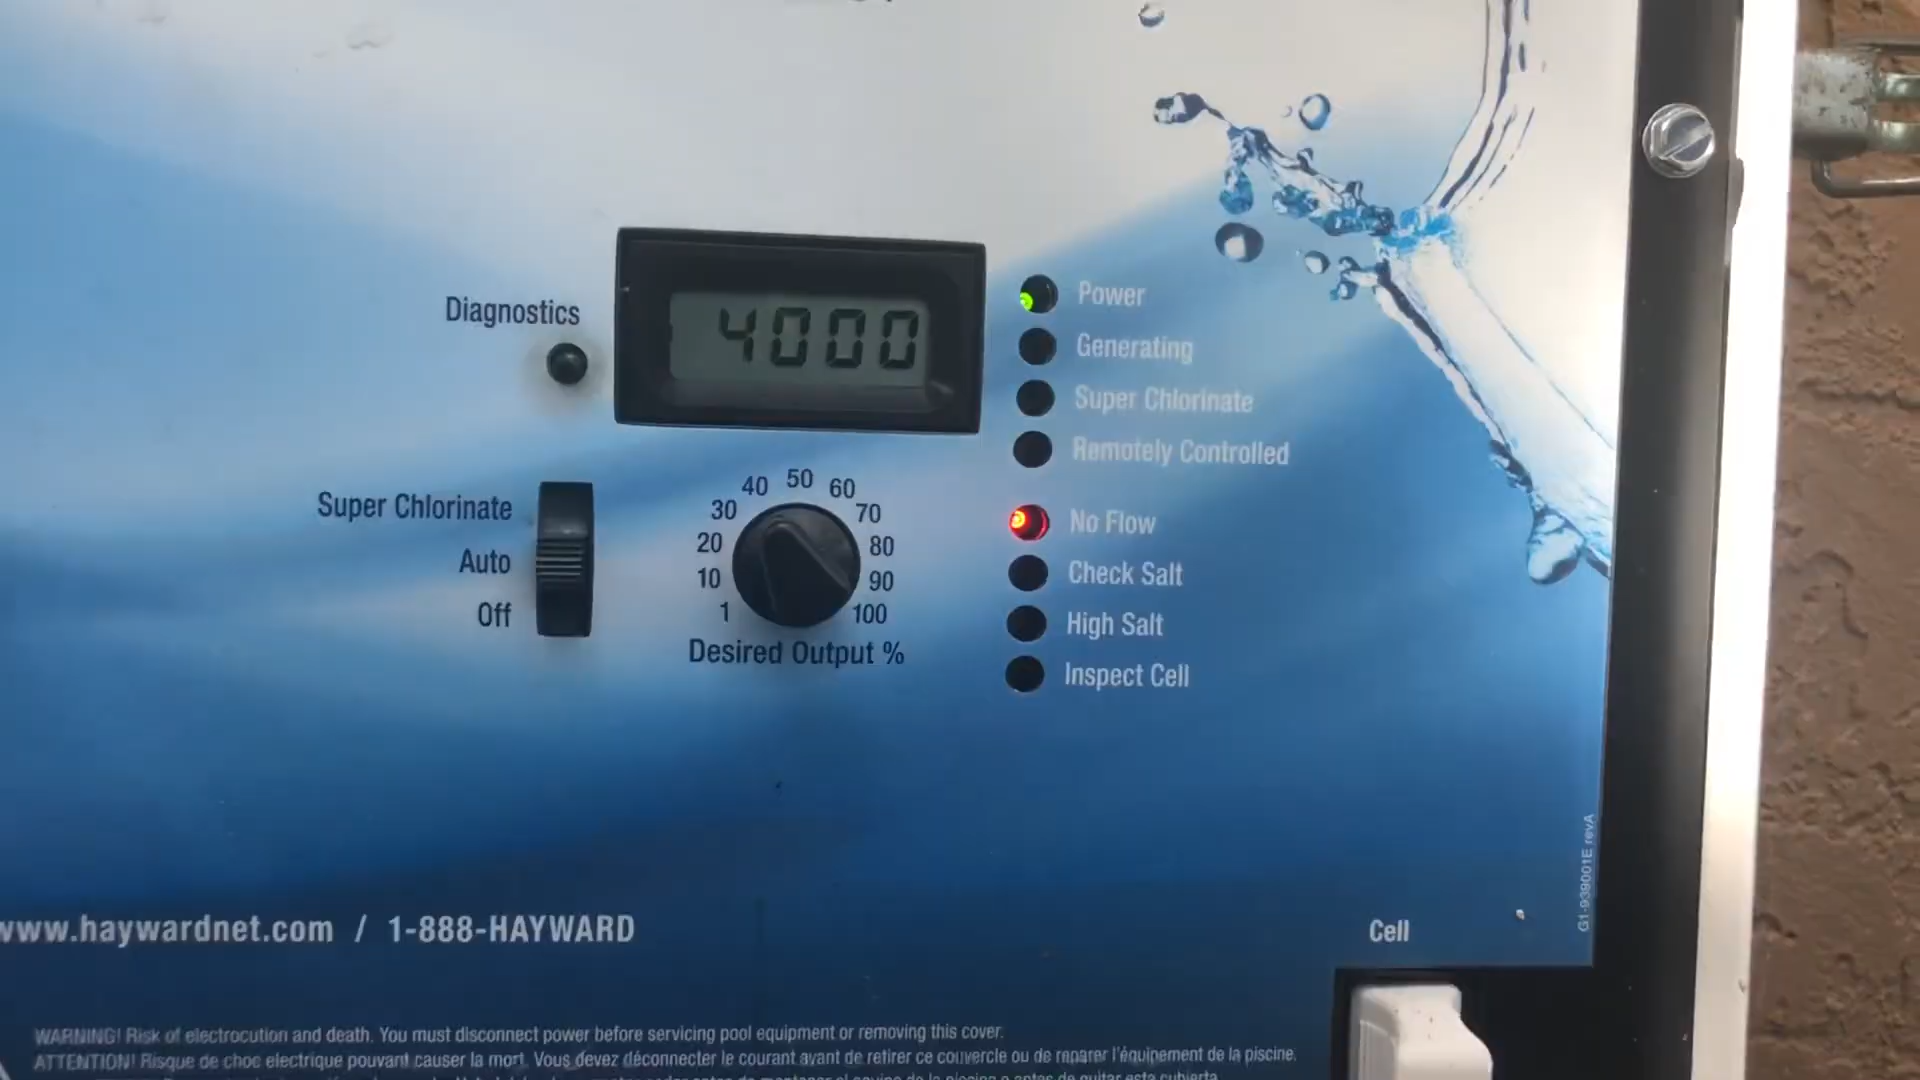 Diagnostics
4000
Power
Generating
Super Chlorinate
Remotely Controlled
Super Chlorinate
Auto
Off
1
10
20
30
40
50
60
70
80
90
100
Desired Output %
No Flow
Check Salt
High Salt
Inspect Cell
G1-939001E revA
www.haywardnet.com / 1-888-HAYWARD
Cell
WARNING! Risk of electrocution and death. You must disconnect power before servicing pool equipment or removing this cover.
ATTENTION! Risque de choc electrique pouvant causer la mort. Vous devez déconnecter le courant avant de retirer ce couvercle ou de reparer l'équipement de la piscine.